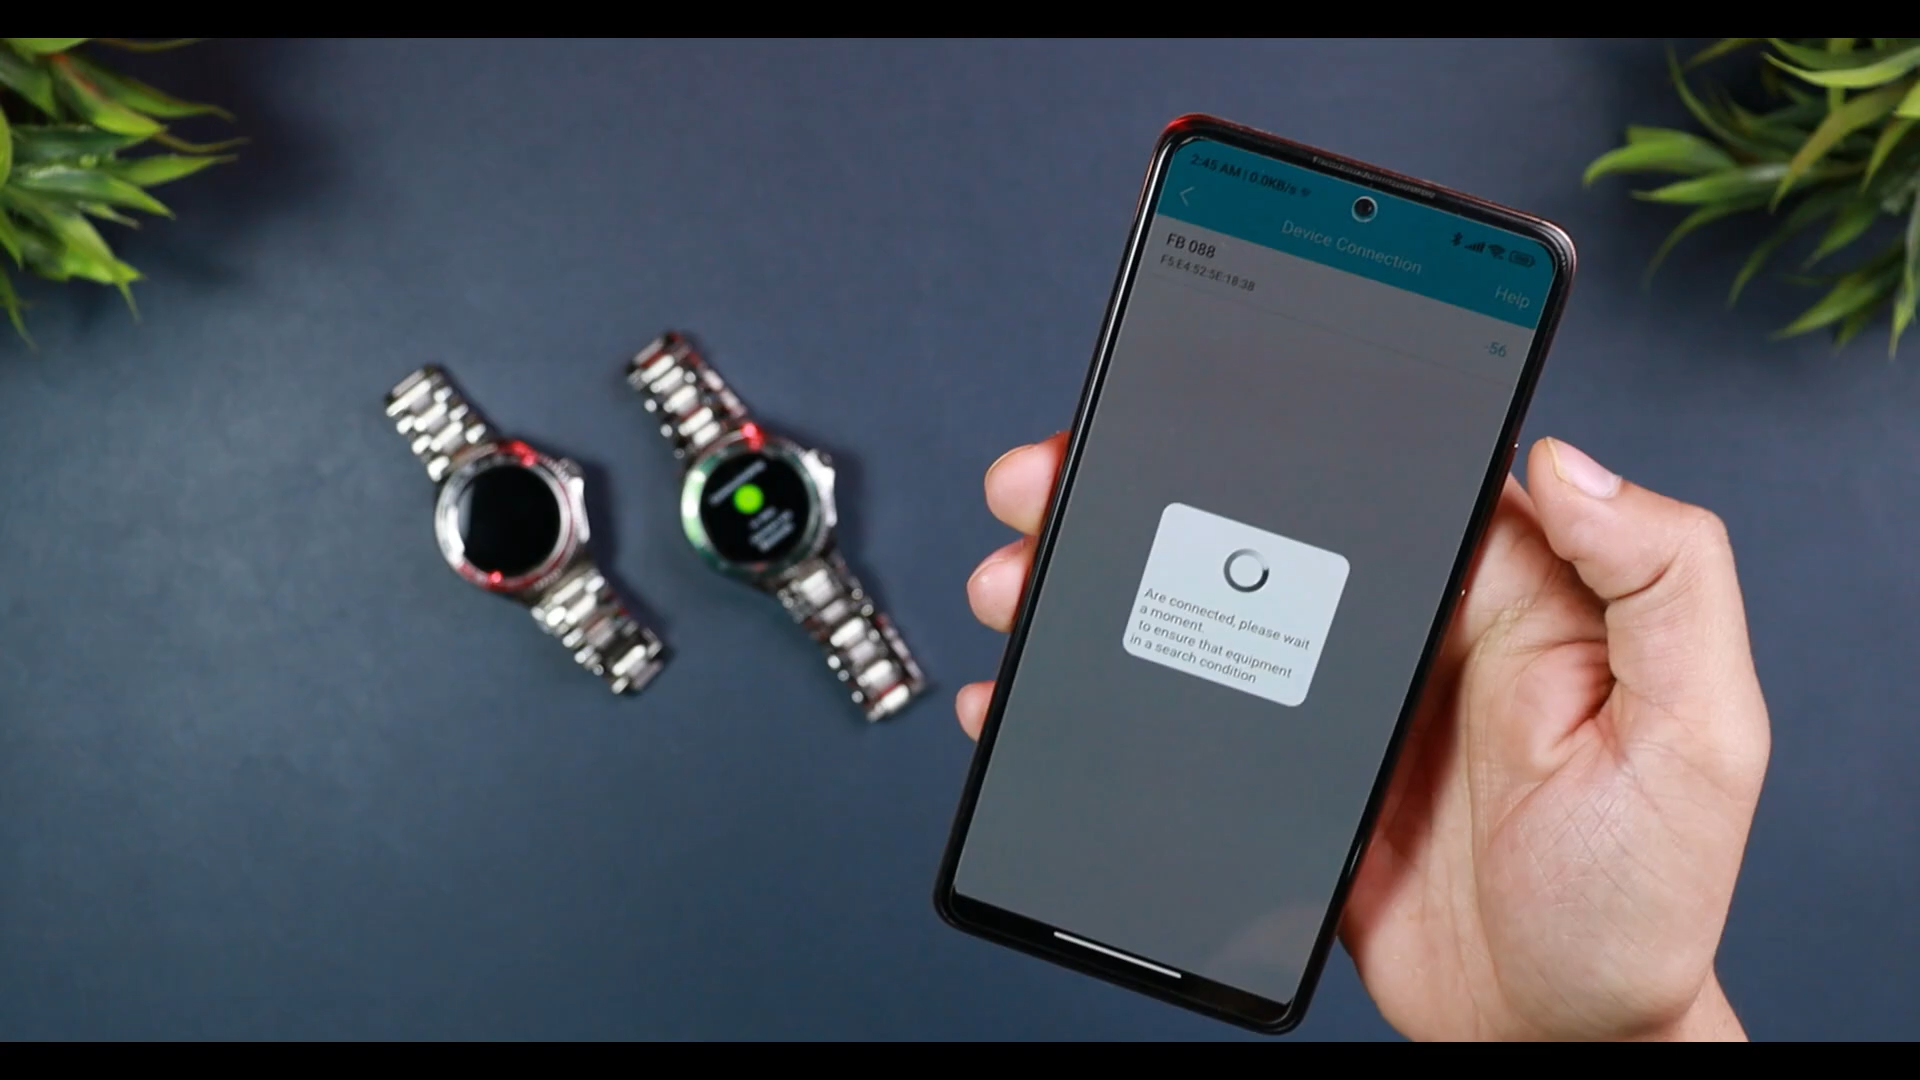 2:45 AM | 0.0KB/s
Device Connection
Help
FB 088
F5:E4:52:5E:18:3B
-56
Are connected, please wait
a moment.
to ensure that equipment
in a search condition